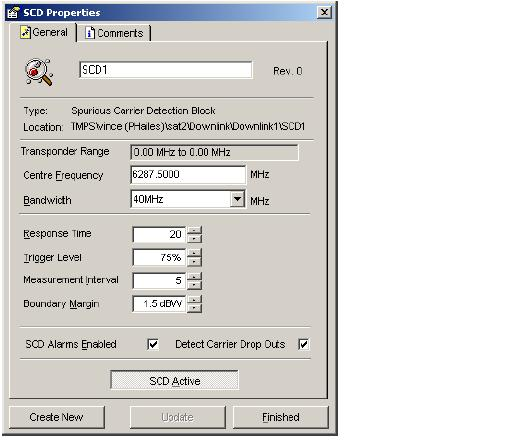 SCD Properties
General Comments
SCD1 Rev. 0
Type: Spurious Carrier Detection Block
Location: TMPS\vince (PHailes)\sat2\Downlink\Downlink1\SCD1
Transponder Range 0.00 MHz to 0.00 MHz
Centre Frequency 6287.5000 MHz
Bandwidth 40MHz MHz
Response Time 20
Trigger Level 75%
Measurement Interval 5
Boundary Margin 1.5 dBW
SCD Alarms Enabled Detect Carrier Drop Outs
SCD Active
Create New Update Finished